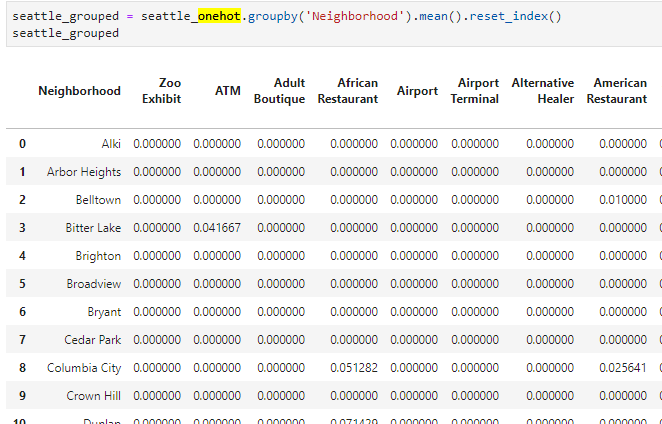 seattle_grouped = seattle_onehot.groupby('Neighborhood').mean().reset_index()
seattle_grouped
Neighborhood Zoo Exhibit ATM Adult Boutique African Restaurant Airport Airport Terminal Alternative Healer American Restaurant
0 Alki 0.000000 0.000000 0.000000 0.000000 0.000000 0.000000 0.000000 0.000000
1 Arbor Heights 0.000000 0.000000 0.000000 0.000000 0.000000 0.000000 0.000000 0.000000
2 Belltown 0.000000 0.000000 0.000000 0.000000 0.000000 0.000000 0.000000 0.010000
3 Bitter Lake 0.000000 0.041667 0.000000 0.000000 0.000000 0.000000 0.000000 0.000000
4 Brighton 0.000000 0.000000 0.000000 0.000000 0.000000 0.000000 0.000000 0.000000
5 Broadview 0.000000 0.000000 0.000000 0.000000 0.000000 0.000000 0.000000 0.000000
6 Bryant 0.000000 0.000000 0.000000 0.000000 0.000000 0.000000 0.000000 0.000000
7 Cedar Park 0.000000 0.000000 0.000000 0.000000 0.000000 0.000000 0.000000 0.000000
8 Columbia City 0.000000 0.000000 0.000000 0.051282 0.000000 0.000000 0.000000 0.025641
9 Crown Hill 0.000000 0.000000 0.000000 0.000000 0.000000 0.000000 0.000000 0.000000
10 Dunlap 0.000000 0.000000 0.000000 0.071429 0.000000 0.000000 0.000000 0.000000